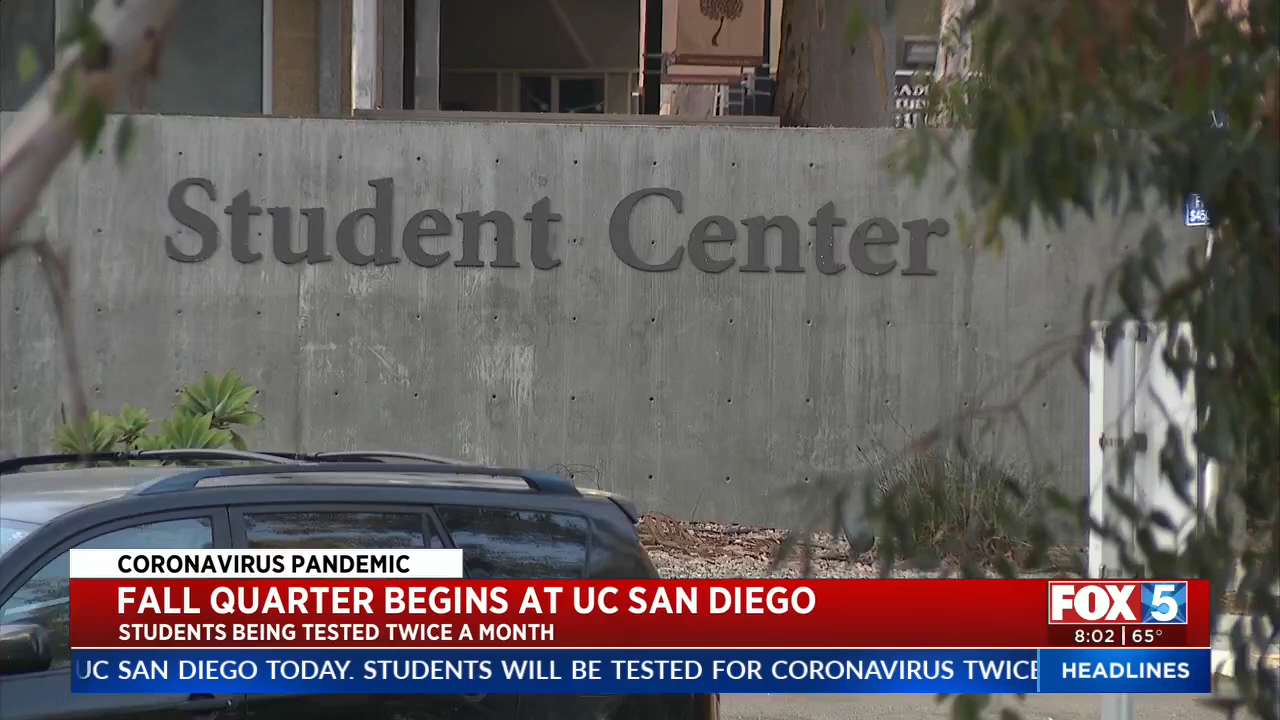 Student Center
CORONAVIRUS PANDEMIC
FALL QUARTER BEGINS AT UC SAN DIEGO
STUDENTS BEING TESTED TWICE A MONTH
FOX 5
8:02 | 65°
UC SAN DIEGO TODAY. STUDENTS WILL BE TESTED FOR CORONAVIRUS TWICE
HEADLINES